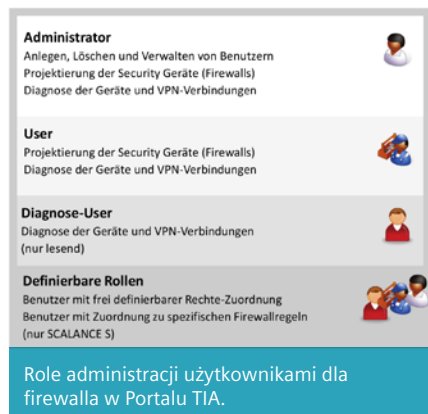 Administrator
Anlegen, Löschen und Verwalten von Benutzern
Projektierung der Security Geräte (Firewalls)
Diagnose der Geräte und VPN-Verbindungen
User
Projektierung der Security Geräte (Firewalls)
Diagnose der Geräte und VPN-Verbindungen
Diagnose-User
Diagnose der Geräte und VPN-Verbindungen
(nur lesend)
Definierbare Rollen
Benutzer mit frei definierbarer Rechte-Zuordnung
Benutzer mit Zuordnung zu spezifischen Firewallregeln
(nur SCALANCE S)
Role administracji użytkownikami dla
firewalla w Portalu TIA.